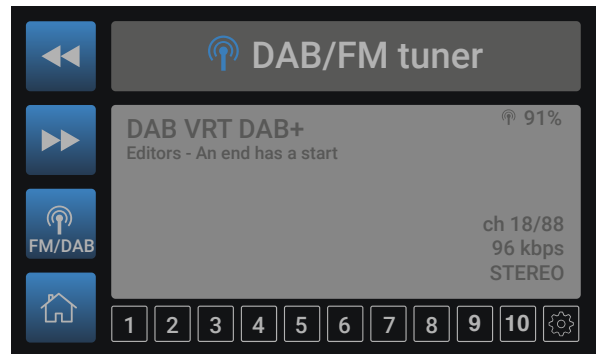 DAB/FM tuner
DAB VRT DAB+
91%
Editors - An end has a start
FM/DAB
ch 18/88
96 kbps
STEREO
1 2 3 4 5 6 7 8 9 10